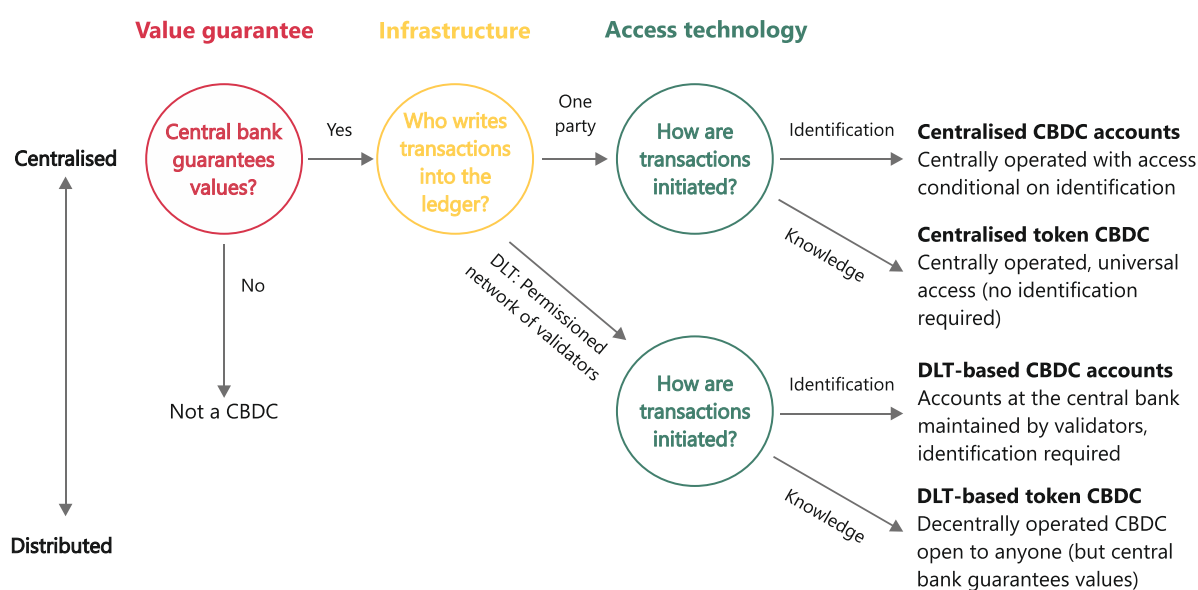 Value guarantee
Infrastructure
Access technology
Centralised
Distributed
Central bank
guarantees
values?
Yes
No
Not a CBDC
Who writes
transactions
into the
ledger?
One
party
DLT: Permissioned
network of validators
How are
transactions
initiated?
Identification
Knowledge
Centralised CBDC accounts
Centrally operated with access
conditional on identification
Centralised token CBDC
Centrally operated, universal
access (no identification
required)
How are
transactions
initiated?
Identification
Knowledge
DLT-based CBDC accounts
Accounts at the central bank
maintained by validators,
identification required
DLT-based token CBDC
Decentrally operated CBDC
open to anyone (but central
bank guarantees values)